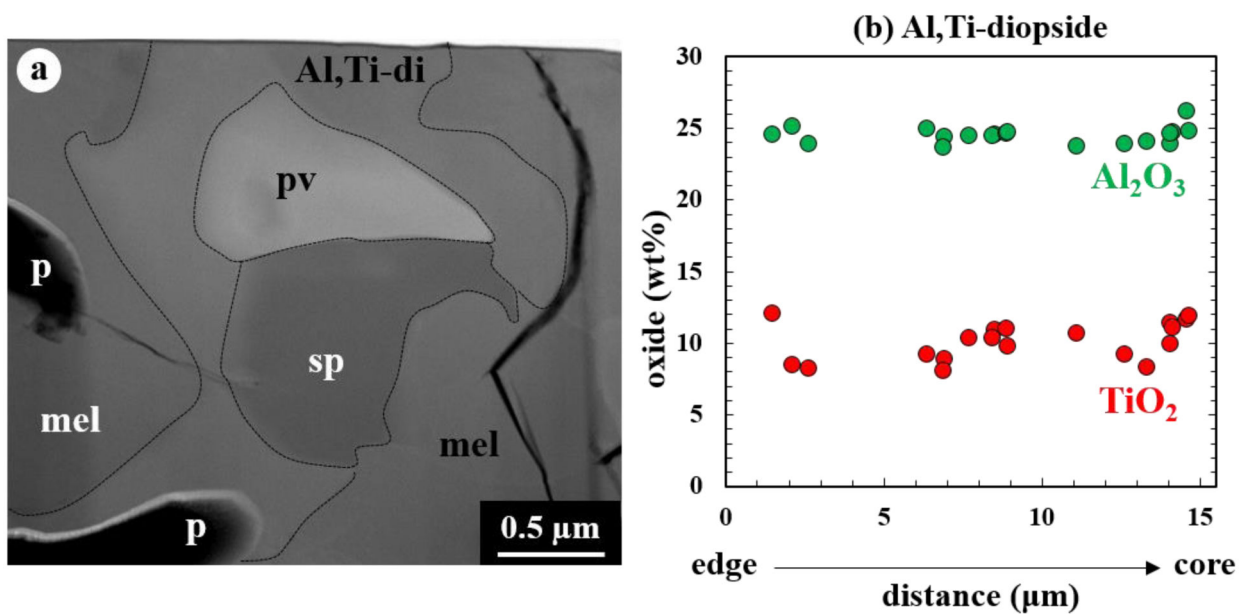 a
Al,Ti-di
pv
p
sp
mel
mel
p
0.5 µm
(b) Al,Ti-diopside
oxide (wt%)
30
25
20
15
10
5
0
Al₂O₃
TiO₂
0 5 10 15
edge core
distance (µm)